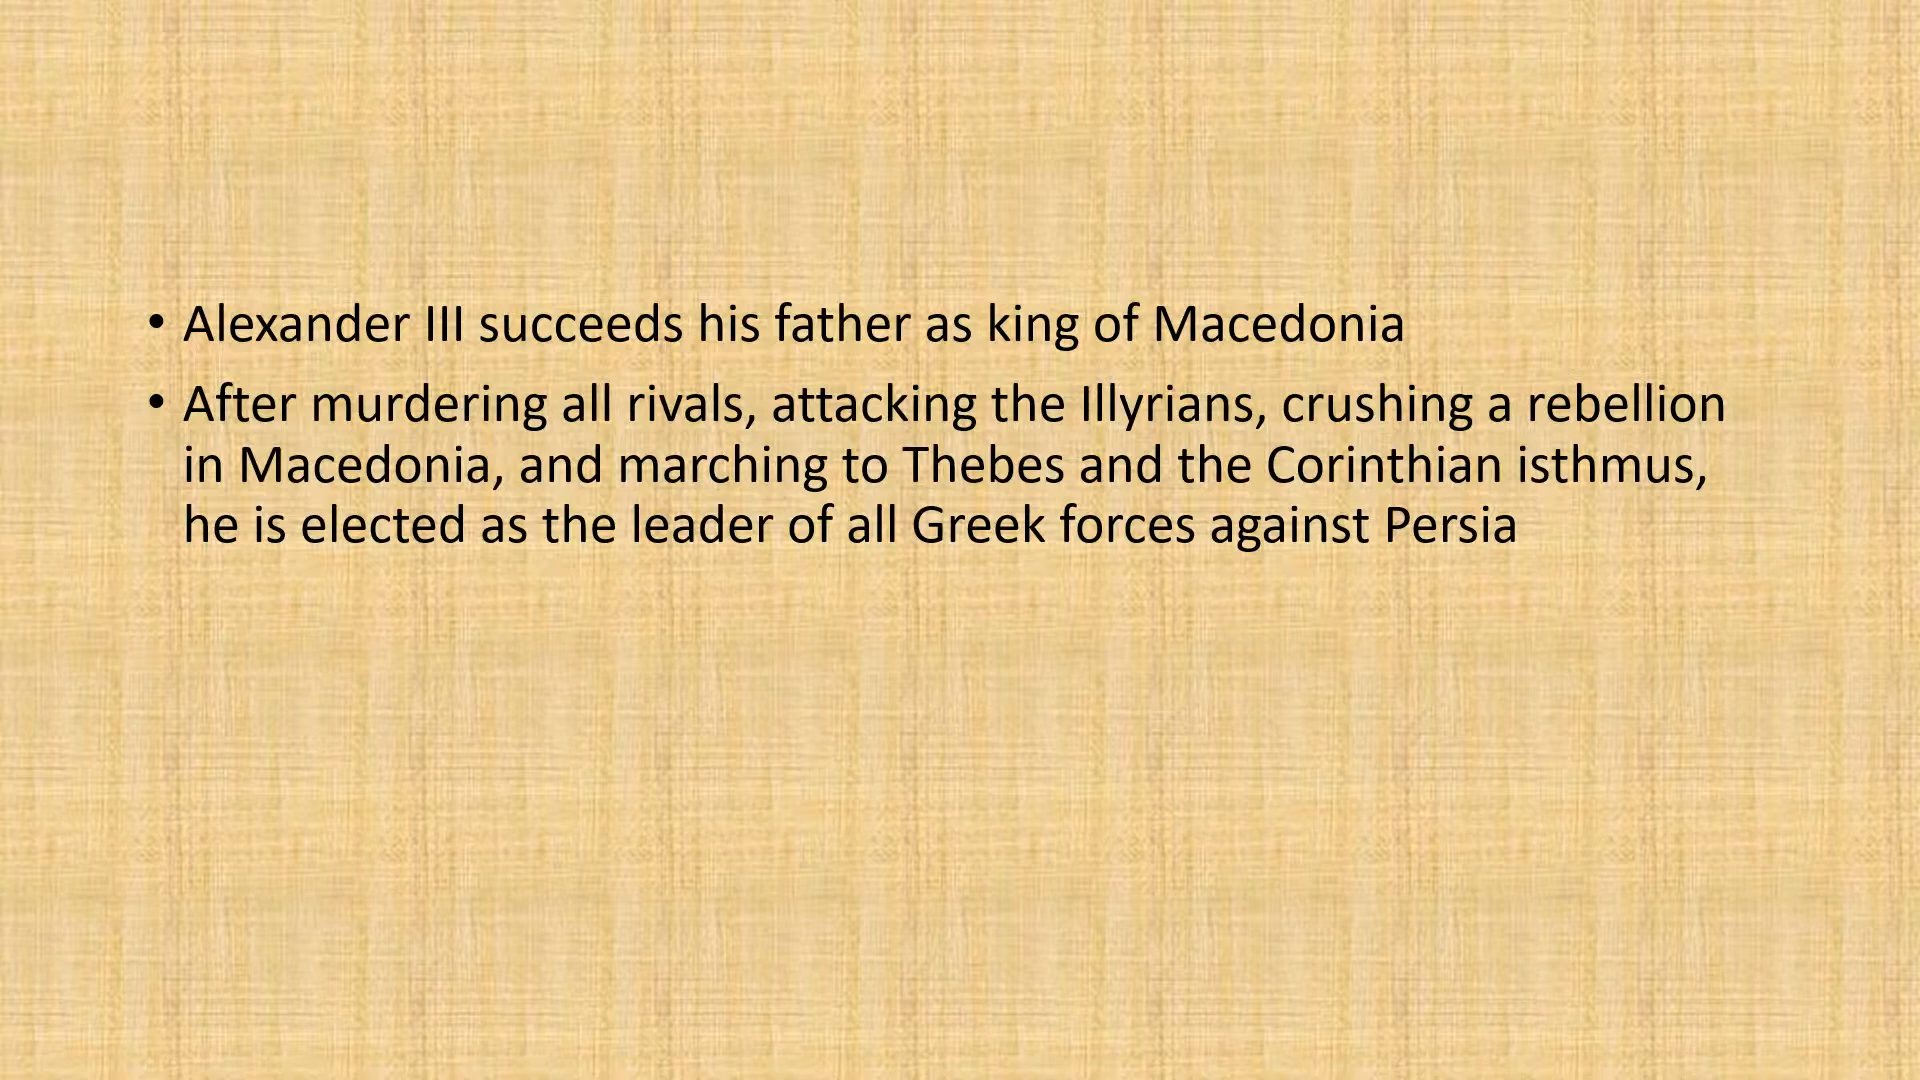 • Alexander III succeeds his father as king of Macedonia
• After murdering all rivals, attacking the Illyrians, crushing a rebellion
in Macedonia, and marching to Thebes and the Corinthian isthmus,
he is elected as the leader of all Greek forces against Persia